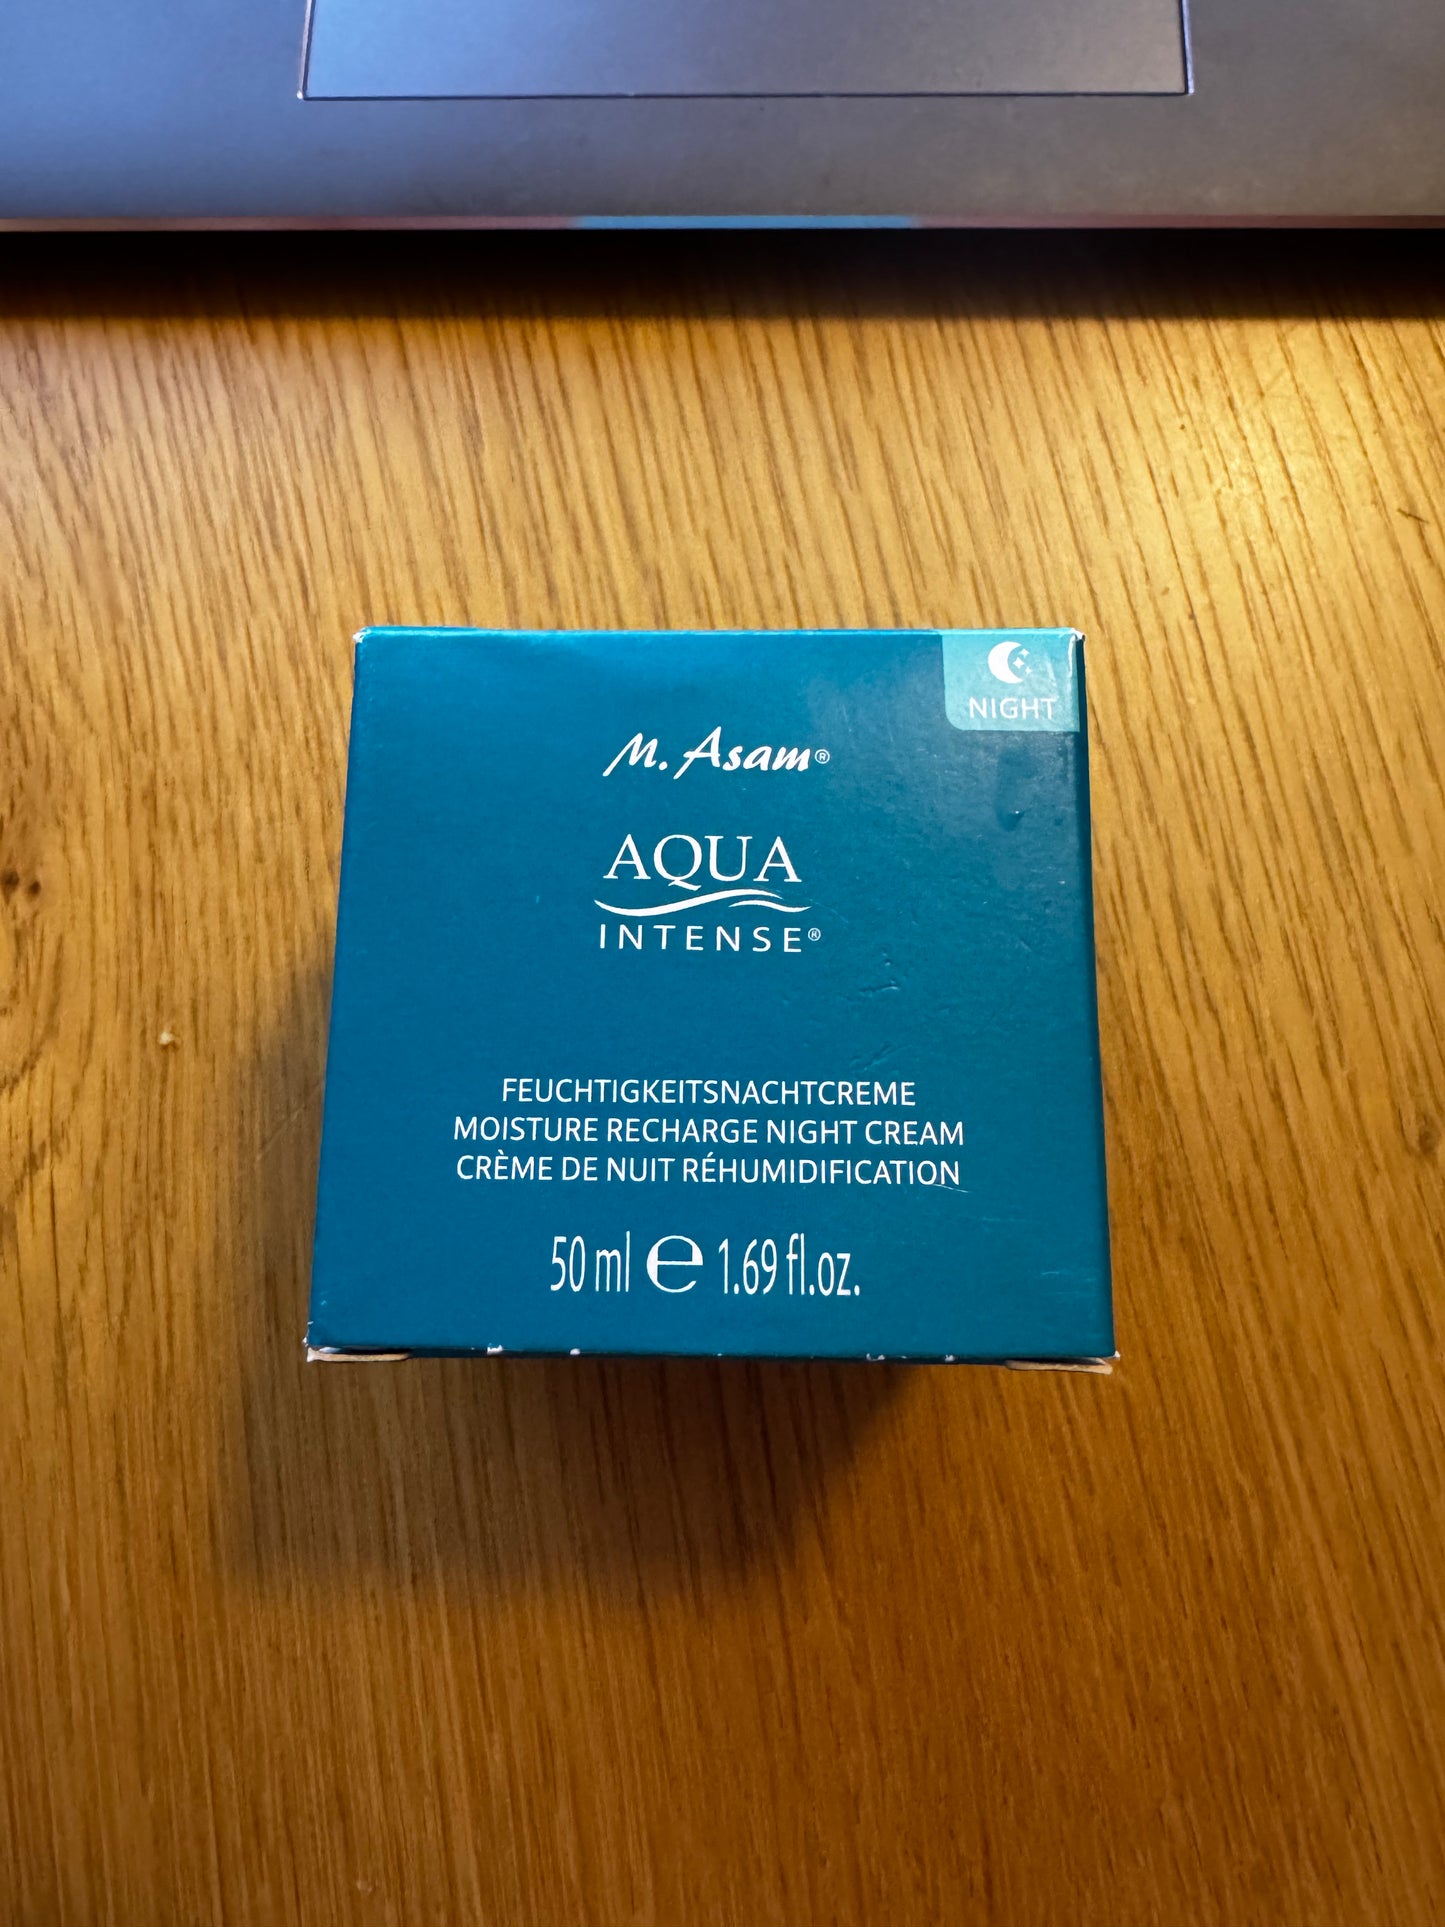 NIGHT
M. Asam®
AQUA
INTENSE®
FEUCHTIGKEITSNACHTCREME
MOISTURE RECHARGE NIGHT CREAM
CRÈME DE NUIT RÉHUMIDIFICATION
50 ml ℮ 1.69 fl.oz.